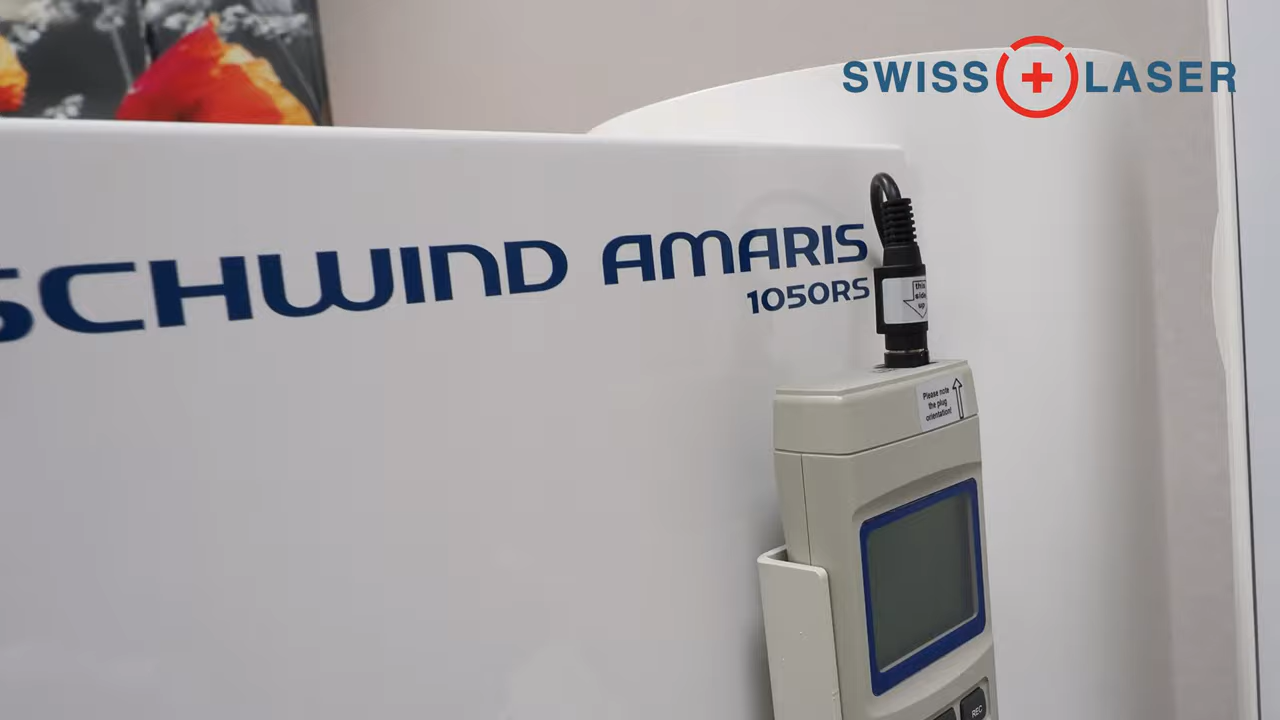 SWISS LASER
SCHWIND AMARIS
1050RS
this
side
up
Please note
the plug
orientation!
REC